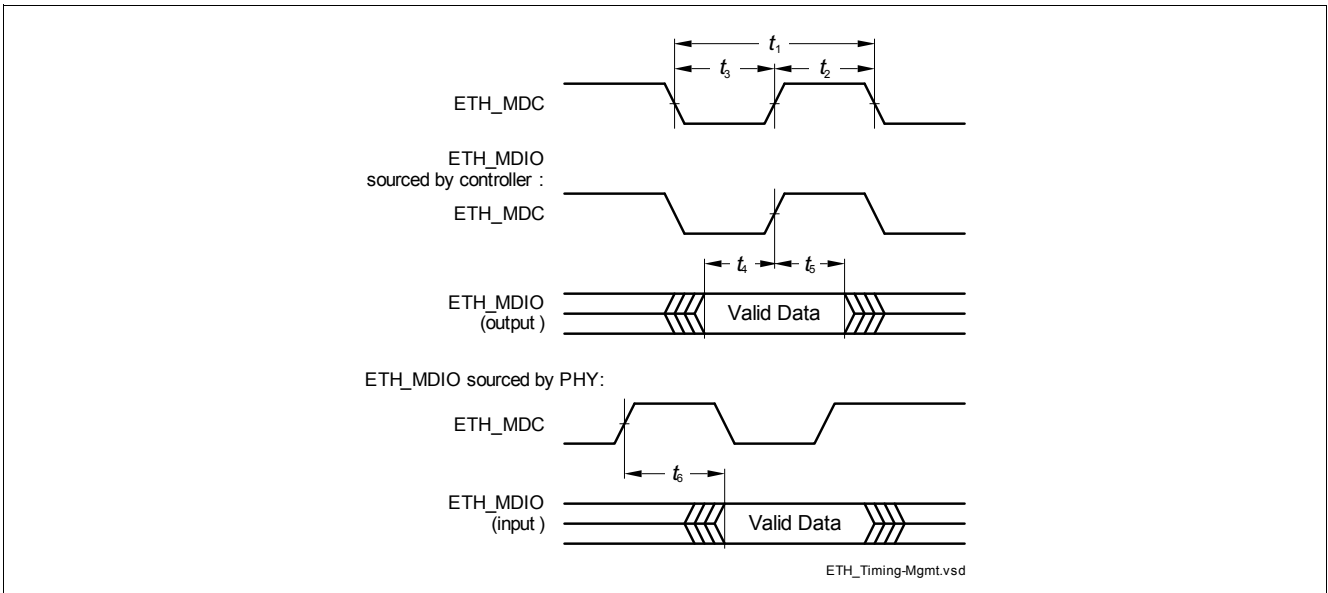 t₁
t₃ t₂
ETH_MDC
ETH_MDIO
sourced by controller :
ETH_MDC
t₄ t₅
ETH_MDIO
(output )
Valid Data
ETH_MDIO sourced by PHY:
ETH_MDC
t₆
ETH_MDIO
(input )
Valid Data
ETH_Timing-Mgmt.vsd